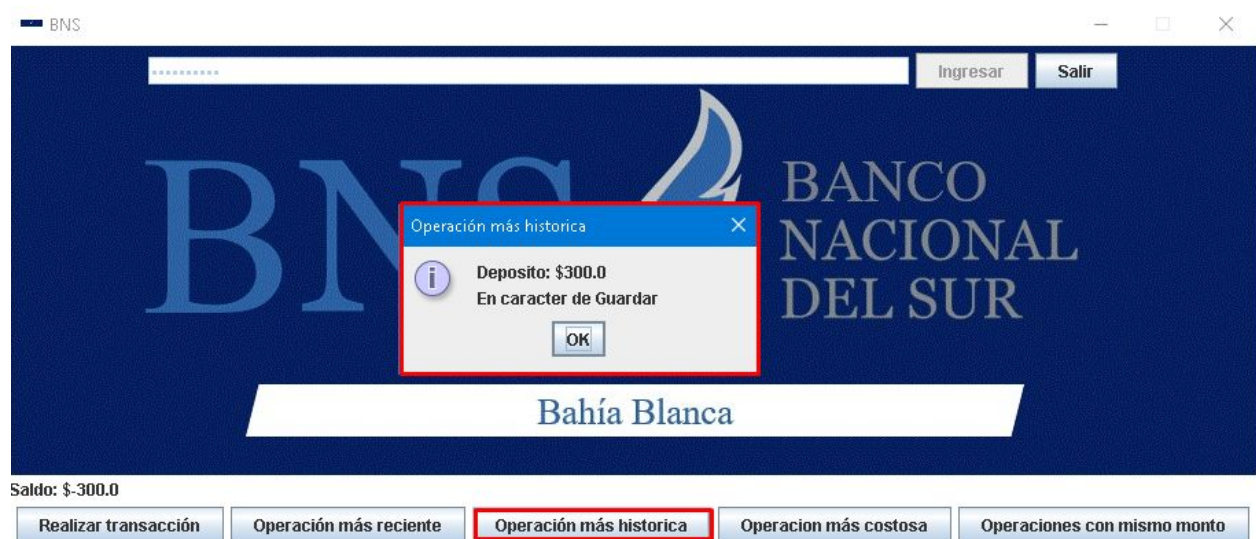 BNS
Ingresar
Salir
BNS
BANCO
NACIONAL
DEL SUR
Operación más historica
Deposito: $300.0
En caracter de Guardar
OK
Bahía Blanca
Saldo: $-300.0
Realizar transacción
Operación más reciente
Operación más historica
Operacion más costosa
Operaciones con mismo monto